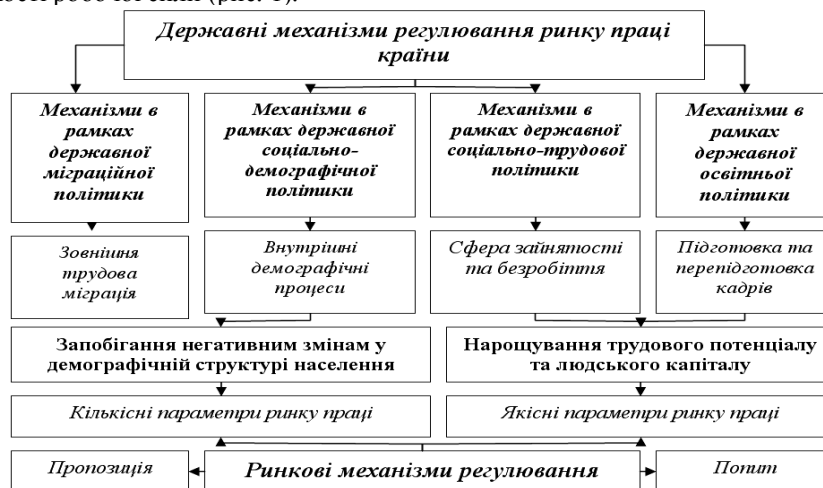 (рис. 1).
Державні механізми регулювання ринку праці
країни
Механізми в
рамках
державної
міграційної
політики
Механізми в
рамках державної
соціально-
демографічної
політики
Механізми в
рамках державної
соціально-трудової
політики
Механізми в
рамках
державної
освітньої
політики
Зовнішня
трудова
міграція
Внутрішні
демографічні
процеси
Сфера зайнятості
та безробіття
Підготовка та
перепідготовка
кадрів
Запобігання негативним змінам у
демографічній структурі населення
Нарощування трудового потенціалу
та людського капіталу
Кількісні параметри ринку праці
Якісні параметри ринку праці
Пропозиція
Ринкові механізми регулювання
Попит